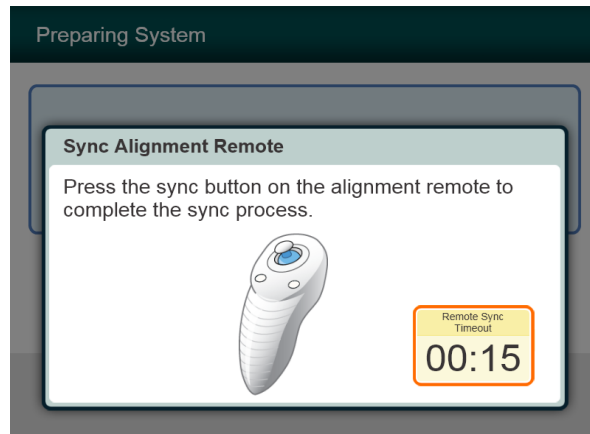 Preparing System
Sync Alignment Remote
Press the sync button on the alignment remote to
complete the sync process.
Remote Sync
Timeout
00:15